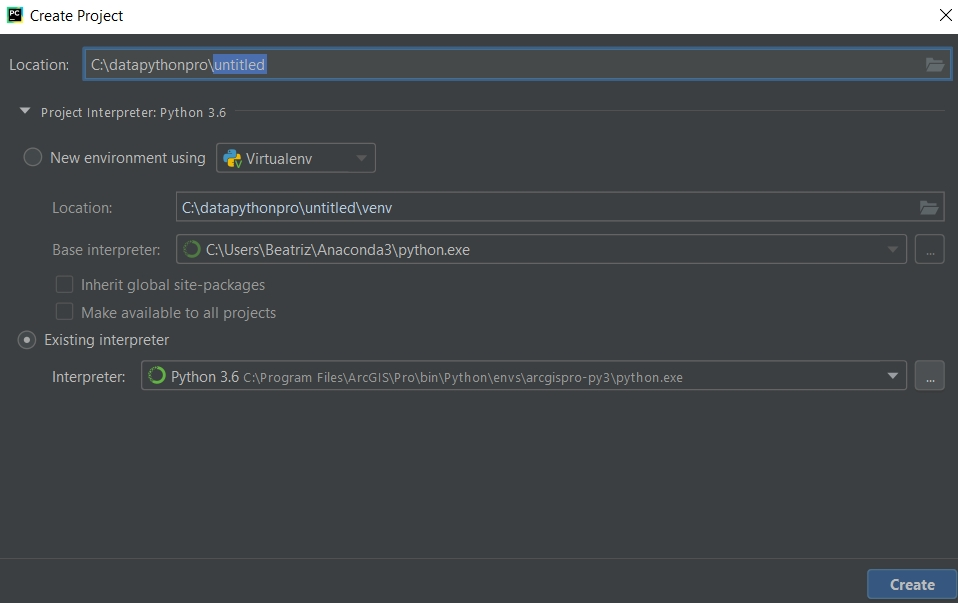 PC Create Project
Location: C:\datapythonpro\untitled
Project Interpreter: Python 3.6
New environment using Virtualenv
Location: C:\datapythonpro\untitled\venv
Base interpreter: C:\Users\Beatriz\Anaconda3\python.exe ...
Inherit global site-packages
Make available to all projects
Existing interpreter
Interpreter: Python 3.6 C:\Program Files\ArcGIS\Pro\bin\Python\envs\arcgispro-py3\python.exe ...
Create